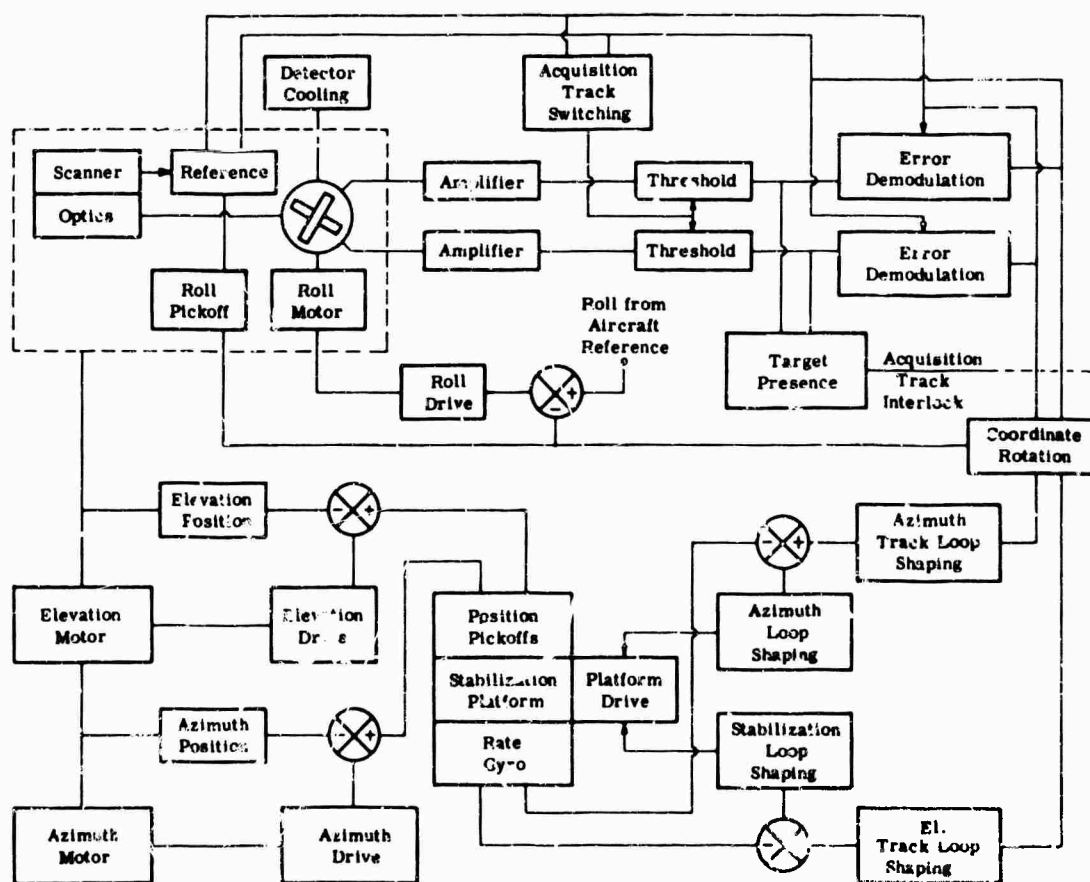 Detector
Cooling
Acquisition
Track
Switching
Scanner
Reference
Optics
Amplifier
Threshold
Error
Demodulation
Amplifier
Threshold
Error
Demodulation
Roll
Pickoff
Roll
Motor
Roll from
Aircraft
Reference
Roll
Drive
- +
Target
Presence
Acquisition
Track
Interlock
Coordinate
Rotation
Elevation
Position
- +
Azimuth
Track Loop
Shaping
- +
Elevation
Motor
Elevation
Drive
Position
Pickoffs
Azimuth
Loop
Shaping
Stabilization
Platform
Platform
Drive
Azimuth
Position
- +
Rate
Gyro
Stabilization
Loop
Shaping
Azimuth
Motor
Azimuth
Drive
-
El.
Track Loop
Shaping